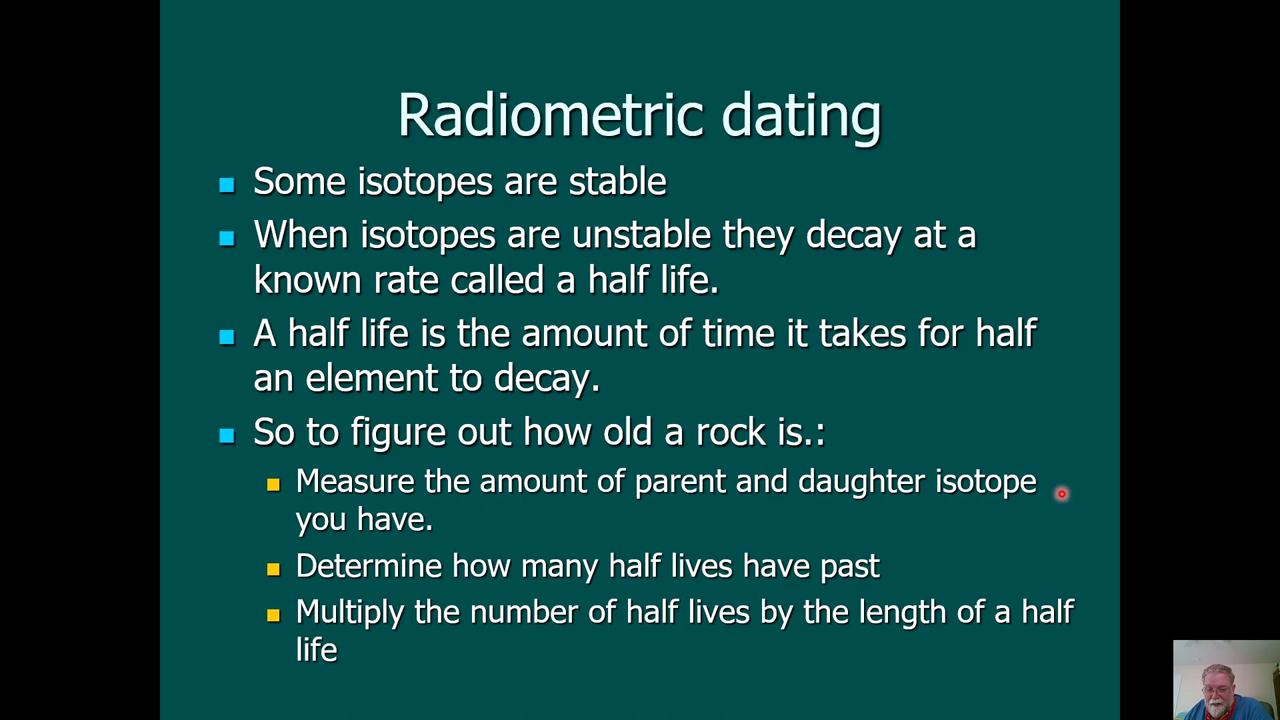 Radiometric dating
Some isotopes are stable
When isotopes are unstable they decay at a
known rate called a half life.
A half life is the amount of time it takes for half
an element to decay.
So to figure out how old a rock is.:
Measure the amount of parent and daughter isotope
you have.
Determine how many half lives have past
Multiply the number of half lives by the length of a half
life